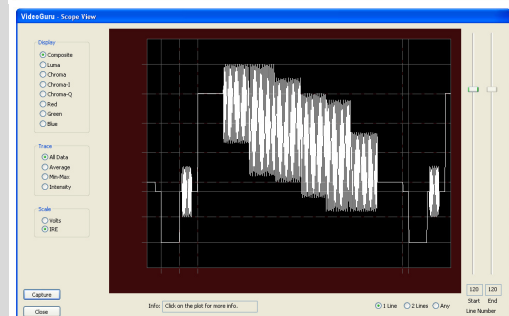 VideoGuru - Scope View
Display
Composite
Luma
Chroma
Chroma-I
Chroma-Q
Red
Green
Blue
Trace
All Data
Average
Min-Max
Intensity
Scale
Volts
IRE
Capture
Close
Info:
Click on the plot for more info.
1 Line
2 Lines
Any
120
120
Start
End
Line Number